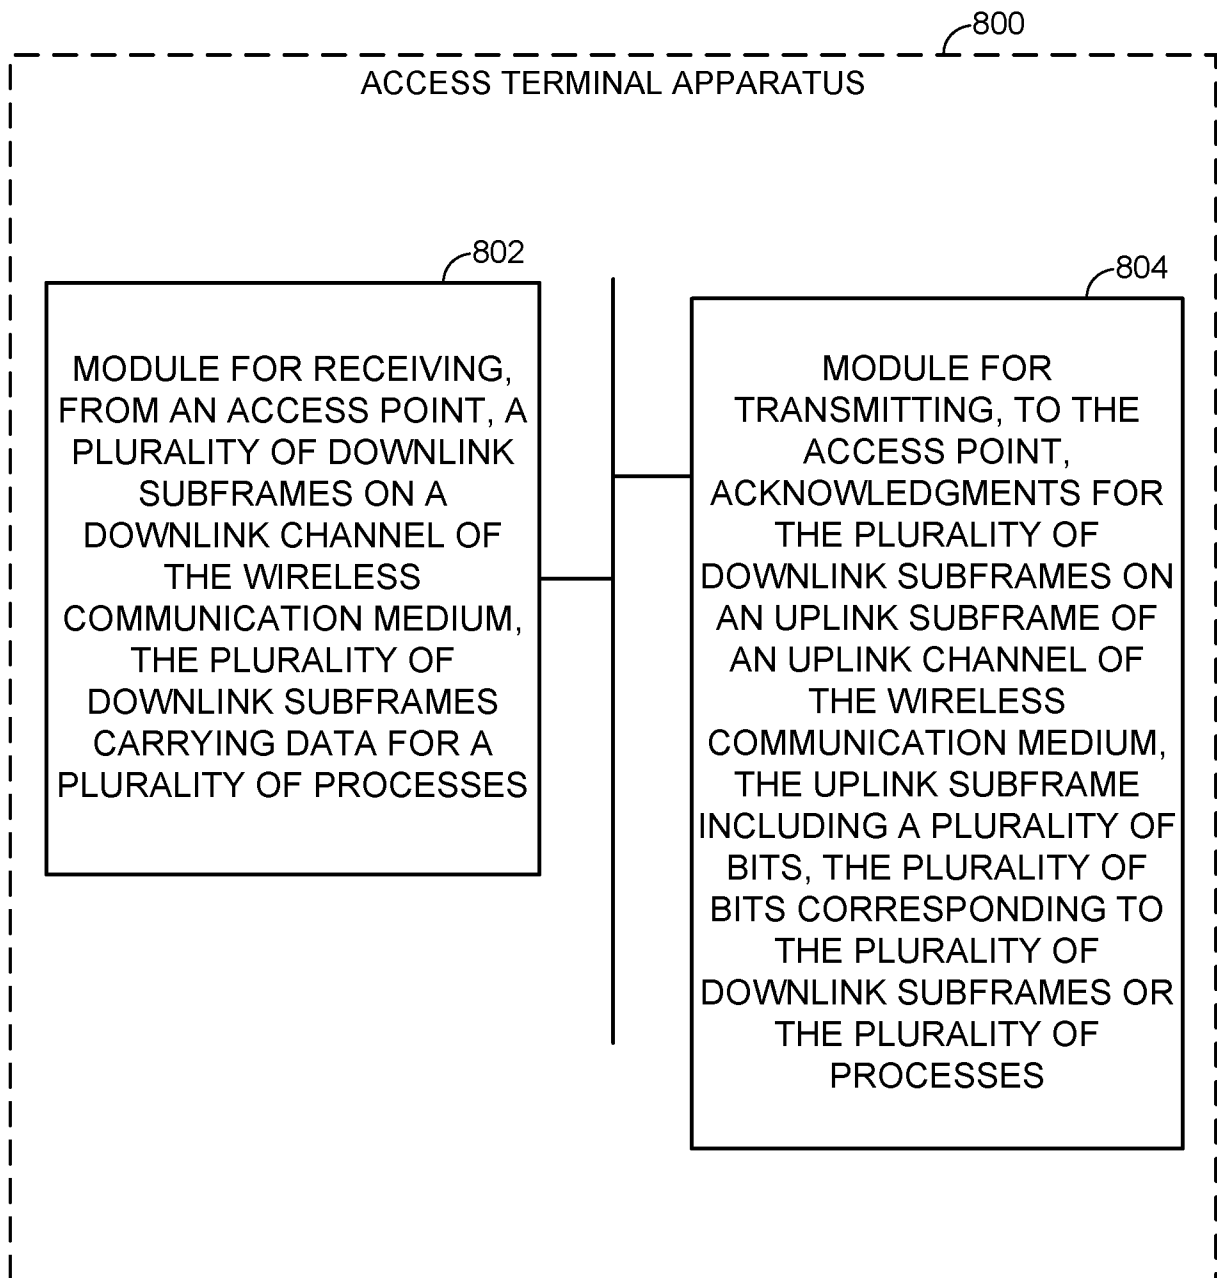 800
ACCESS TERMINAL APPARATUS
802
MODULE FOR RECEIVING,
FROM AN ACCESS POINT, A
PLURALITY OF DOWNLINK
SUBFRAMES ON A
DOWNLINK CHANNEL OF
THE WIRELESS
COMMUNICATION MEDIUM,
THE PLURALITY OF
DOWNLINK SUBFRAMES
CARRYING DATA FOR A
PLURALITY OF PROCESSES
804
MODULE FOR
TRANSMITTING, TO THE
ACCESS POINT,
ACKNOWLEDGMENTS FOR
THE PLURALITY OF
DOWNLINK SUBFRAMES ON
AN UPLINK SUBFRAME OF
AN UPLINK CHANNEL OF
THE WIRELESS
COMMUNICATION MEDIUM,
THE UPLINK SUBFRAME
INCLUDING A PLURALITY OF
BITS, THE PLURALITY OF
BITS CORRESPONDING TO
THE PLURALITY OF
DOWNLINK SUBFRAMES OR
THE PLURALITY OF
PROCESSES